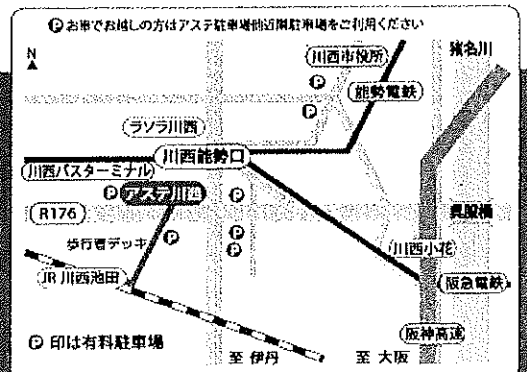 Ⓟ お車でお越しの方はアステ駐車場他近隣駐車場をご利用ください
N
猪名川
川西市役所
Ⓟ
能勢電鉄
Ⓟ
ラソラ川西
川西能勢口
川西バスターミナル
Ⓟ アステ川西 Ⓟ
R176
呉服橋
Ⓟ
歩行者デッキ Ⓟ
Ⓟ
川西小花
JR 川西池田
阪急電鉄
阪神高速
Ⓟ 印は有料駐車場
至 伊丹
至 大阪